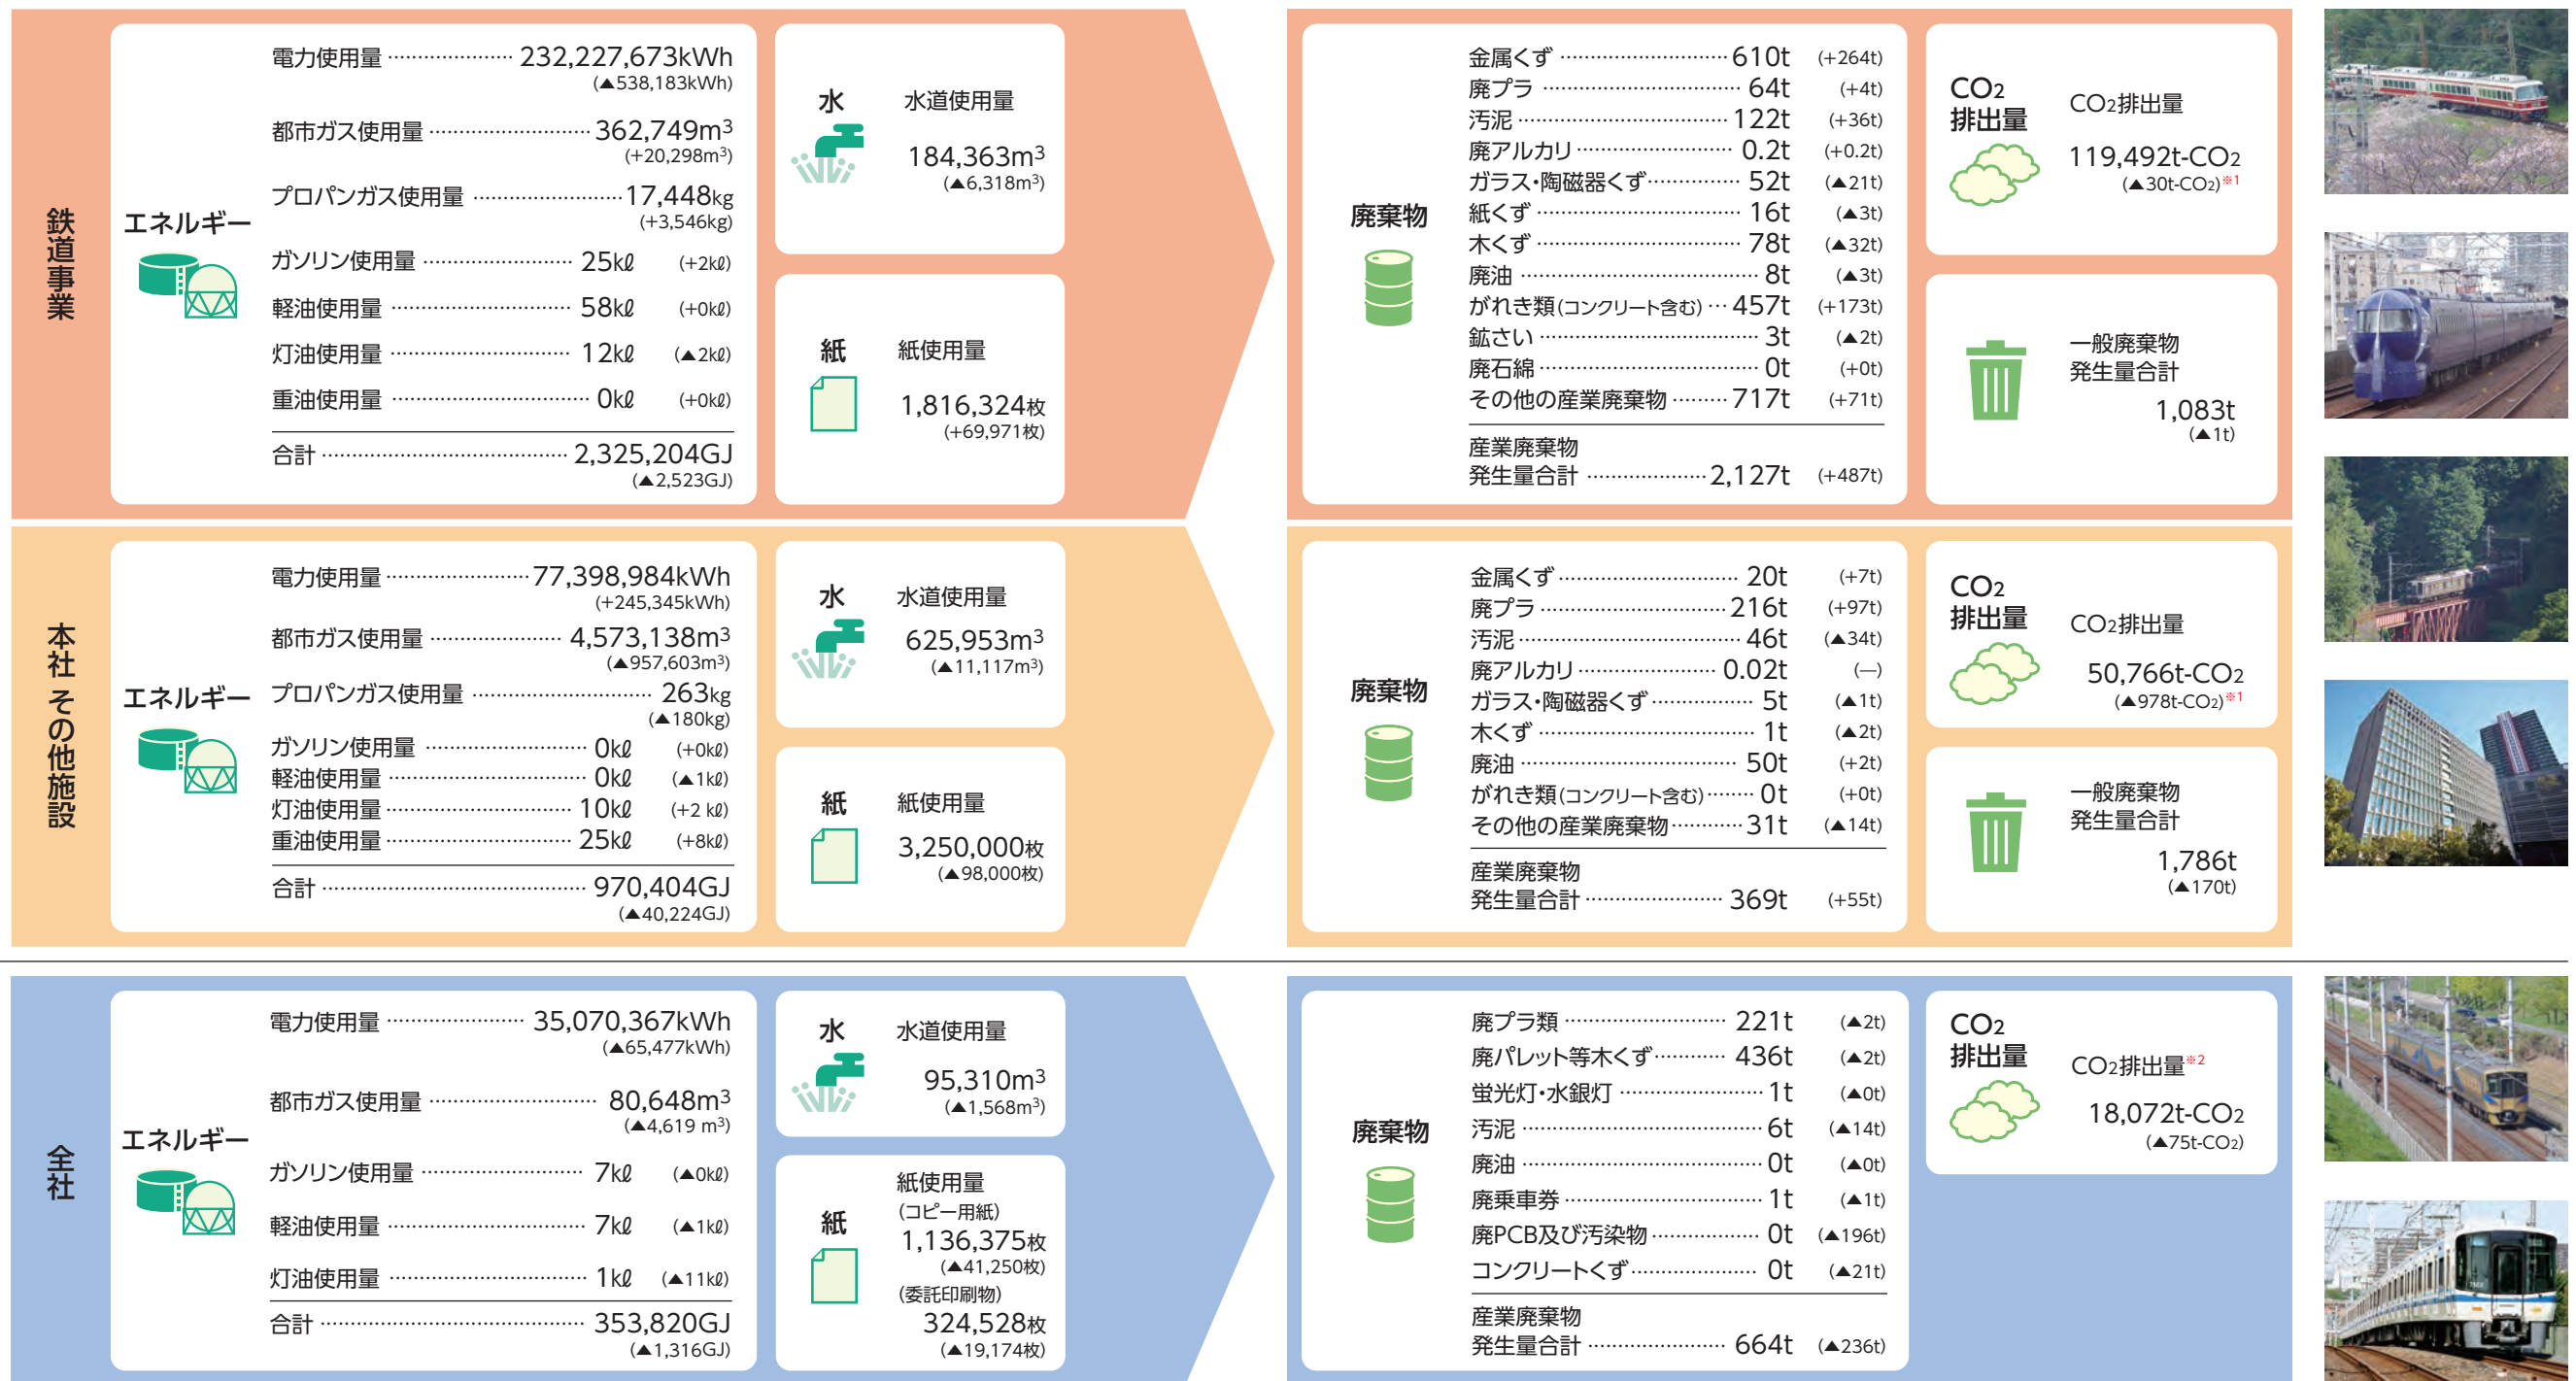 鉄道事業
エネルギー
電力使用量 ………………… 232,227,673kWh
(▲538,183kWh)
都市ガス使用量 ……………………… 362,749m³
(+20,298m³)
プロパンガス使用量 ……………………17,448kg
(+3,546kg)
ガソリン使用量 …………………… 25kℓ (+2kℓ)
軽油使用量 ………………………… 58kℓ (+0kℓ)
灯油使用量 ………………………… 12kℓ (▲2kℓ)
重油使用量 …………………………… 0kℓ (+0kℓ)
合計 ………………………………… 2,325,204GJ
(▲2,523GJ)
水
水道使用量
184,363m³
(▲6,318m³)
紙
紙使用量
1,816,324枚
(+69,971枚)
廃棄物
金属くず ………………………610t (+264t)
廃プラ ………………………… 64t (+4t)
汚泥 …………………………… 122t (+36t)
廃アルカリ …………………… 0.2t (+0.2t)
ガラス・陶磁器くず…………… 52t (▲21t)
紙くず ………………………… 16t (▲3t)
木くず ………………………… 78t (▲32t)
廃油 ……………………………… 8t (▲3t)
がれき類(コンクリート含む) … 457t (+173t)
鉱さい …………………………… 3t (▲2t)
廃石綿 …………………………… 0t (+0t)
その他の産業廃棄物 ………717t (+71t)
産業廃棄物
発生量合計 ………………2,127t (+487t)
CO₂
排出量
CO₂排出量
119,492t-CO₂
(▲30t-CO₂)※1
一般廃棄物
発生量合計
1,083t
(▲1t)
本社 その他施設
エネルギー
電力使用量 …………………77,398,984kWh
(+245,345kWh)
都市ガス使用量 ………………… 4,573,138m³
(▲957,603m³)
プロパンガス使用量 ……………………… 263kg
(▲180kg)
ガソリン使用量 ……………………… 0kℓ (+0kℓ)
軽油使用量 …………………………… 0kℓ (▲1kℓ)
灯油使用量 ………………………… 10kℓ (+2 kℓ)
重油使用量 ………………………… 25kℓ (+8kℓ)
合計 …………………………………… 970,404GJ
(▲40,224GJ)
水
水道使用量
625,953m³
(▲11,117m³)
紙
紙使用量
3,250,000枚
(▲98,000枚)
廃棄物
金属くず ……………………… 20t (+7t)
廃プラ …………………………216t (+97t)
汚泥 …………………………… 46t (▲34t)
廃アルカリ ………………… 0.02t (—)
ガラス・陶磁器くず …………… 5t (▲1t)
木くず …………………………… 1t (▲2t)
廃油 …………………………… 50t (+2t)
がれき類(コンクリート含む)……… 0t (+0t)
その他の産業廃棄物…………31t (▲14t)
産業廃棄物
発生量合計 ………………… 369t (+55t)
CO₂
排出量
CO₂排出量
50,766t-CO₂
(▲978t-CO₂)※1
一般廃棄物
発生量合計
1,786t
(▲170t)
全社
エネルギー
電力使用量 ………………… 35,070,367kWh
(▲65,477kWh)
都市ガス使用量 ……………………… 80,648m³
(▲4,619 m³)
ガソリン使用量 ……………………… 7kℓ (▲0kℓ)
軽油使用量 …………………………… 7kℓ (▲1kℓ)
灯油使用量 …………………………… 1kℓ (▲11kℓ)
合計 …………………………………… 353,820GJ
(▲1,316GJ)
水
水道使用量
95,310m³
(▲1,568m³)
紙
紙使用量
(コピー用紙)
1,136,375枚
(▲41,250枚)
(委託印刷物)
324,528枚
(▲19,174枚)
廃棄物
廃プラ類 …………………… 221t (▲2t)
廃パレット等木くず………… 436t (▲2t)
蛍光灯・水銀灯 ………………… 1t (▲0t)
汚泥 ……………………………… 6t (▲14t)
廃油 ……………………………… 0t (▲0t)
廃乗車券 ………………………… 1t (▲1t)
廃PCB及び汚染物 ……………… 0t (▲196t)
コンクリートくず………………… 0t (▲21t)
産業廃棄物
発生量合計 ………………… 664t (▲236t)
CO₂
排出量
CO₂排出量※2
18,072t-CO₂
(▲75t-CO₂)